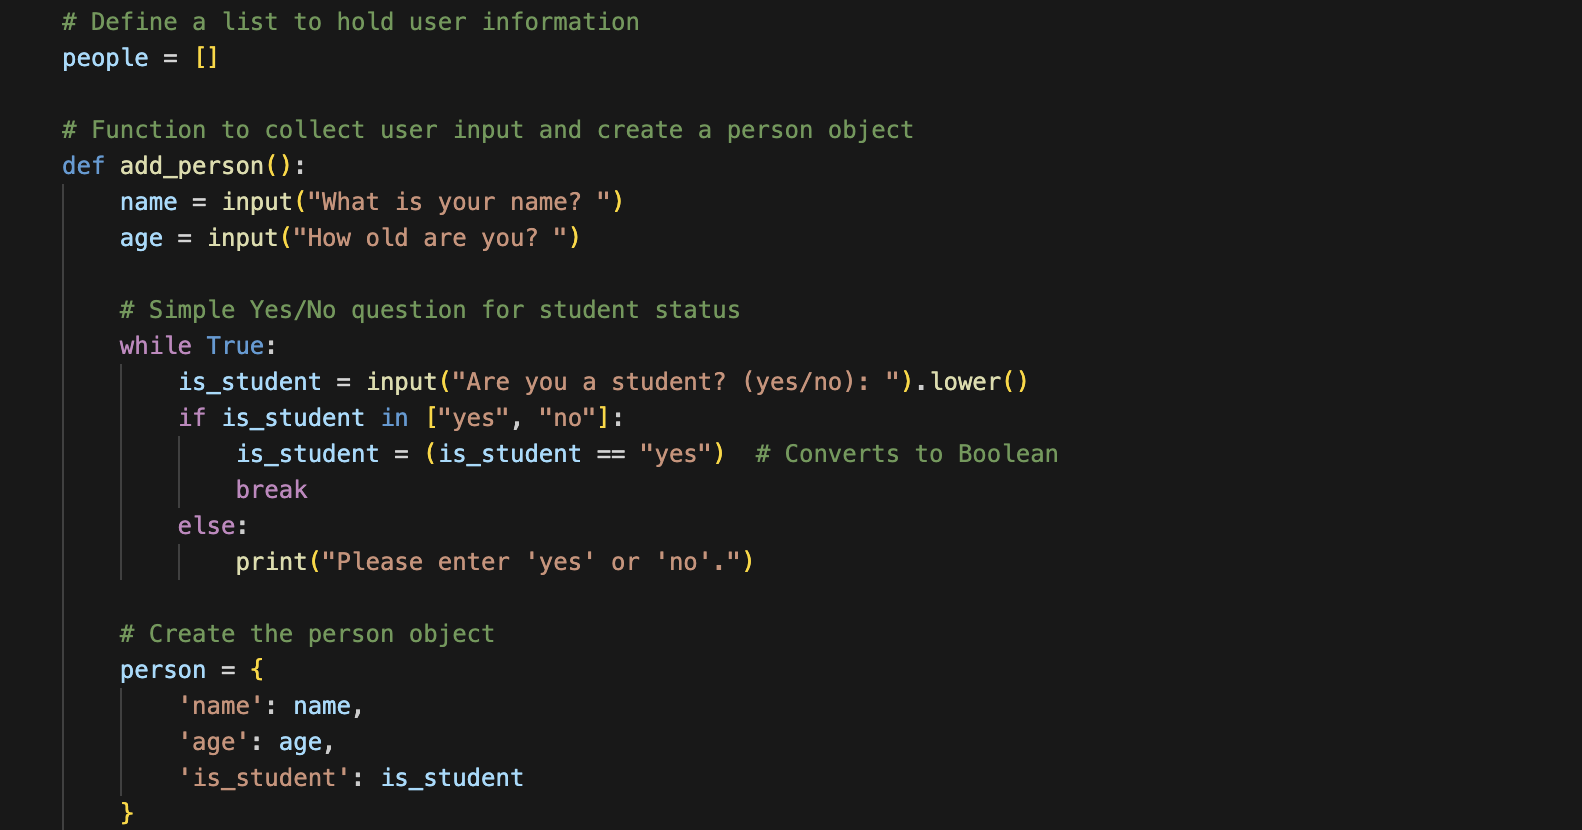 # Define a list to hold user information
people = []
# Function to collect user input and create a person object
def add_person():
    name = input("What is your name? ")
    age = input("How old are you? ")
    # Simple Yes/No question for student status
    while True:
        is_student = input("Are you a student? (yes/no): ").lower()
        if is_student in ["yes", "no"]:
            is_student = (is_student == "yes")  # Converts to Boolean
            break
        else:
            print("Please enter 'yes' or 'no'.")
    # Create the person object
    person = {
        'name': name,
        'age': age,
        'is_student': is_student
    }